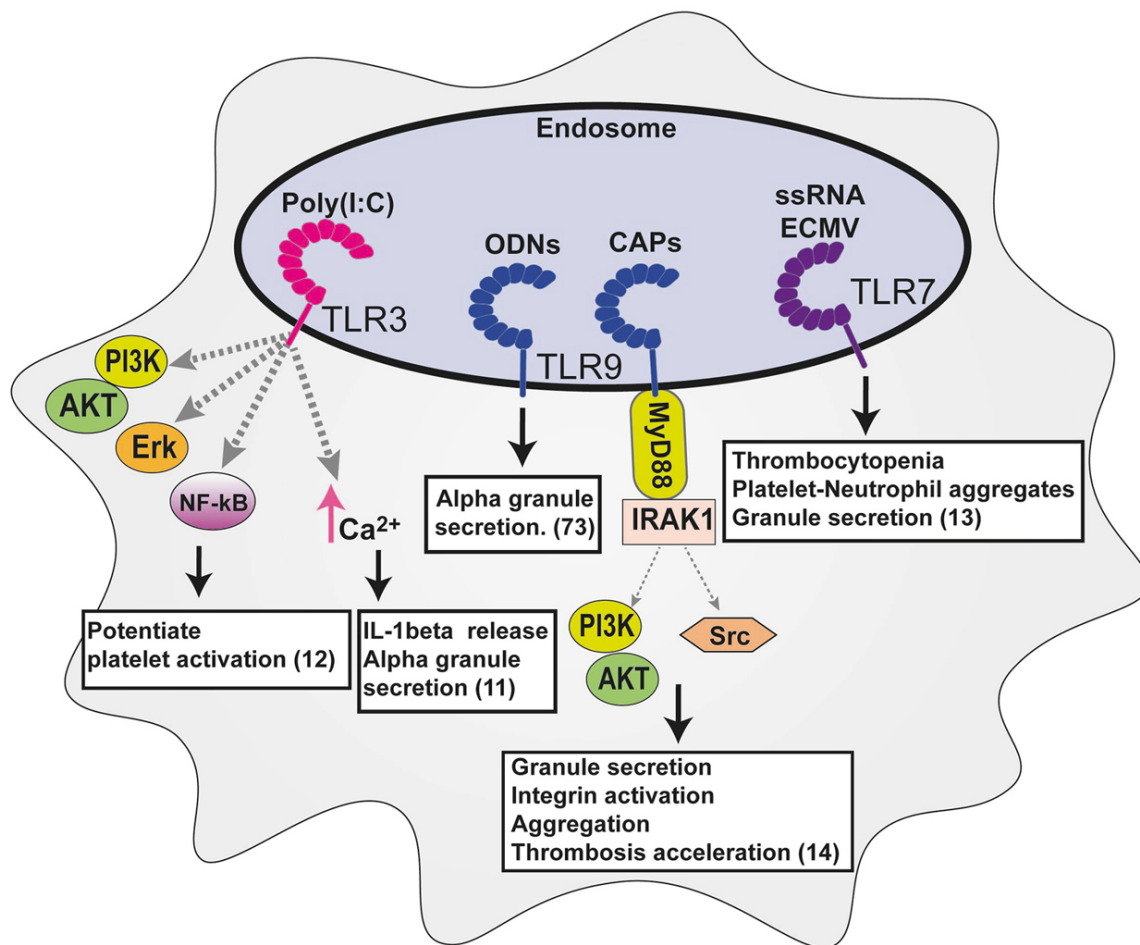 Endosome
Poly(I:C)
TLR3
ODNs
CAPs
TLR9
ssRNA
ECMV
TLR7
PI3K
AKT
Erk
NF-kB
Ca²⁺
MyD88
IRAK1
Alpha granule
secretion. (73)
Thrombocytopenia
Platelet-Neutrophil aggregates
Granule secretion (13)
Potentiate
platelet activation (12)
IL-1beta release
Alpha granule
secretion (11)
PI3K
AKT
Src
Granule secretion
Integrin activation
Aggregation
Thrombosis acceleration (14)